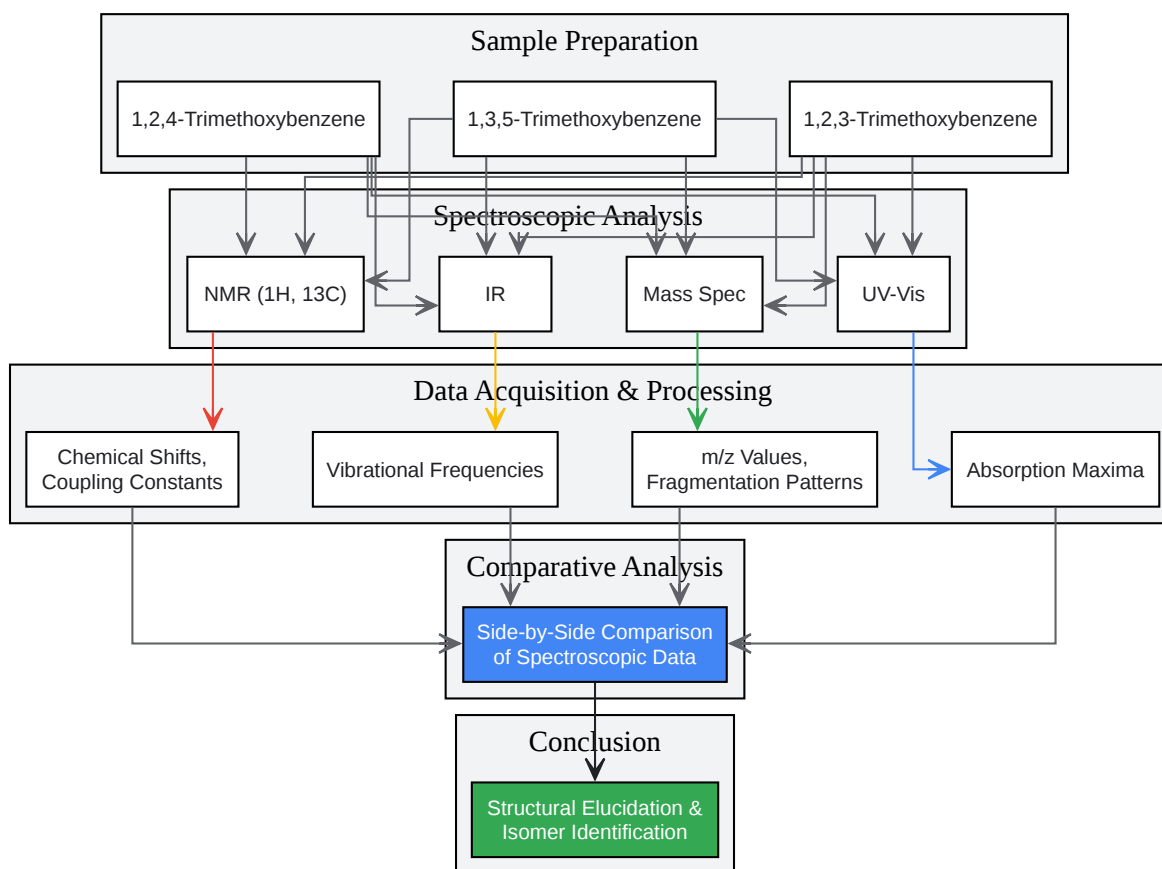 Sample Preparation
1,2,4-Trimethoxybenzene
1,3,5-Trimethoxybenzene
1,2,3-Trimethoxybenzene
Spectroscopic Analysis
NMR (1H, 13C)
IR
Mass Spec
UV-Vis
Data Acquisition & Processing
Chemical Shifts,
Coupling Constants
Vibrational Frequencies
m/z Values,
Fragmentation Patterns
Absorption Maxima
Comparative Analysis
Side-by-Side Comparison
of Spectroscopic Data
Conclusion
Structural Elucidation &
Isomer Identification